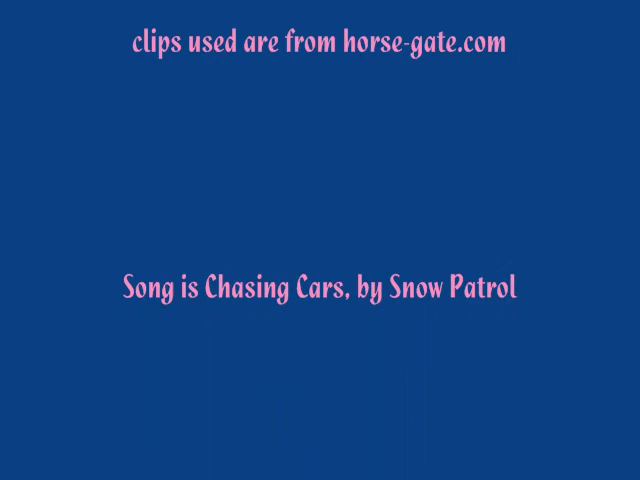 clips used are from horse-gate.com
Song is Chasing Cars, by Snow Patrol